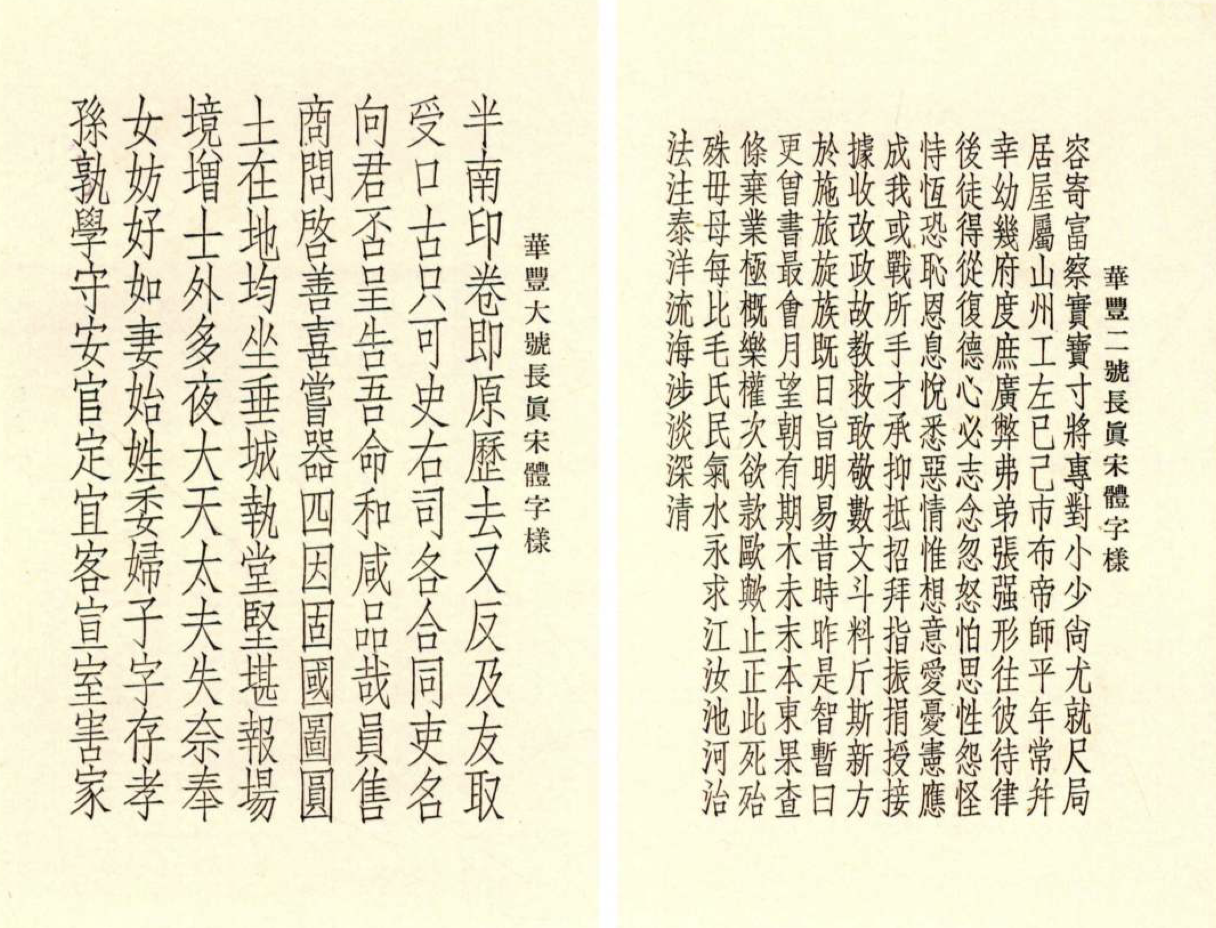 華豐大號長眞宋體字樣
半南印卷即原歷去又反及友取
受口古只可史右司各合同吏名
向君否呈告吾命和咸品哉員售
商問啓善喜嘗器四因固國圖圓
土在地均坐垂城執堂堅堪報場
境增士外多夜大天太夫失奈奉
女妨好如妻始姓委婦子字存孝
孫孰學守安官定宜客宣室害家
華豐二號長眞宋體字樣
容寄富察實寶寸將專對小少尙尤就尺局
居屋屬山州工左已己市布帝師平年常幷
幸幼幾府度庶廣弊弗弟張强形往彼待律
後徒得從復德心必志念忽怒怕思性怨怪
恃恆恐恥恩息悅悉惡情惟想意愛憂憲應
成我或戰所手才承抑抵招拜指振捐授接
據收改政故教救敢敬數文斗料斤斯新方
於施旅旋族既日旨明易昔時昨是智暫曰
更曾書最會月望朝有期木未末本東果查
條棄業極概樂權次欲款歐歟止正此死殆
殊毋母每比毛氏民氣水永求江汝池河治
法注泰洋流海涉淡深清